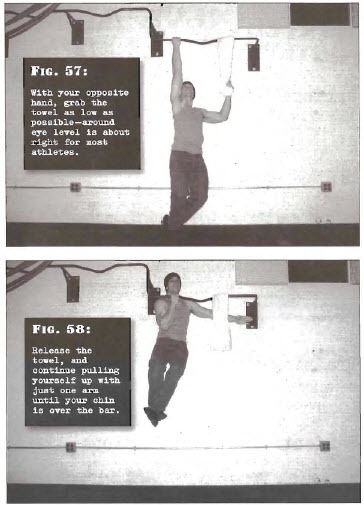 FIG. 57:
With your opposite
hand, grab the
towel as low as
possible—around
eye level is about
right for most
athletes.
FIG. 58:
Release the
towel, and
continue pulling
yourself up with
just one arm
until your chin
is over the bar.